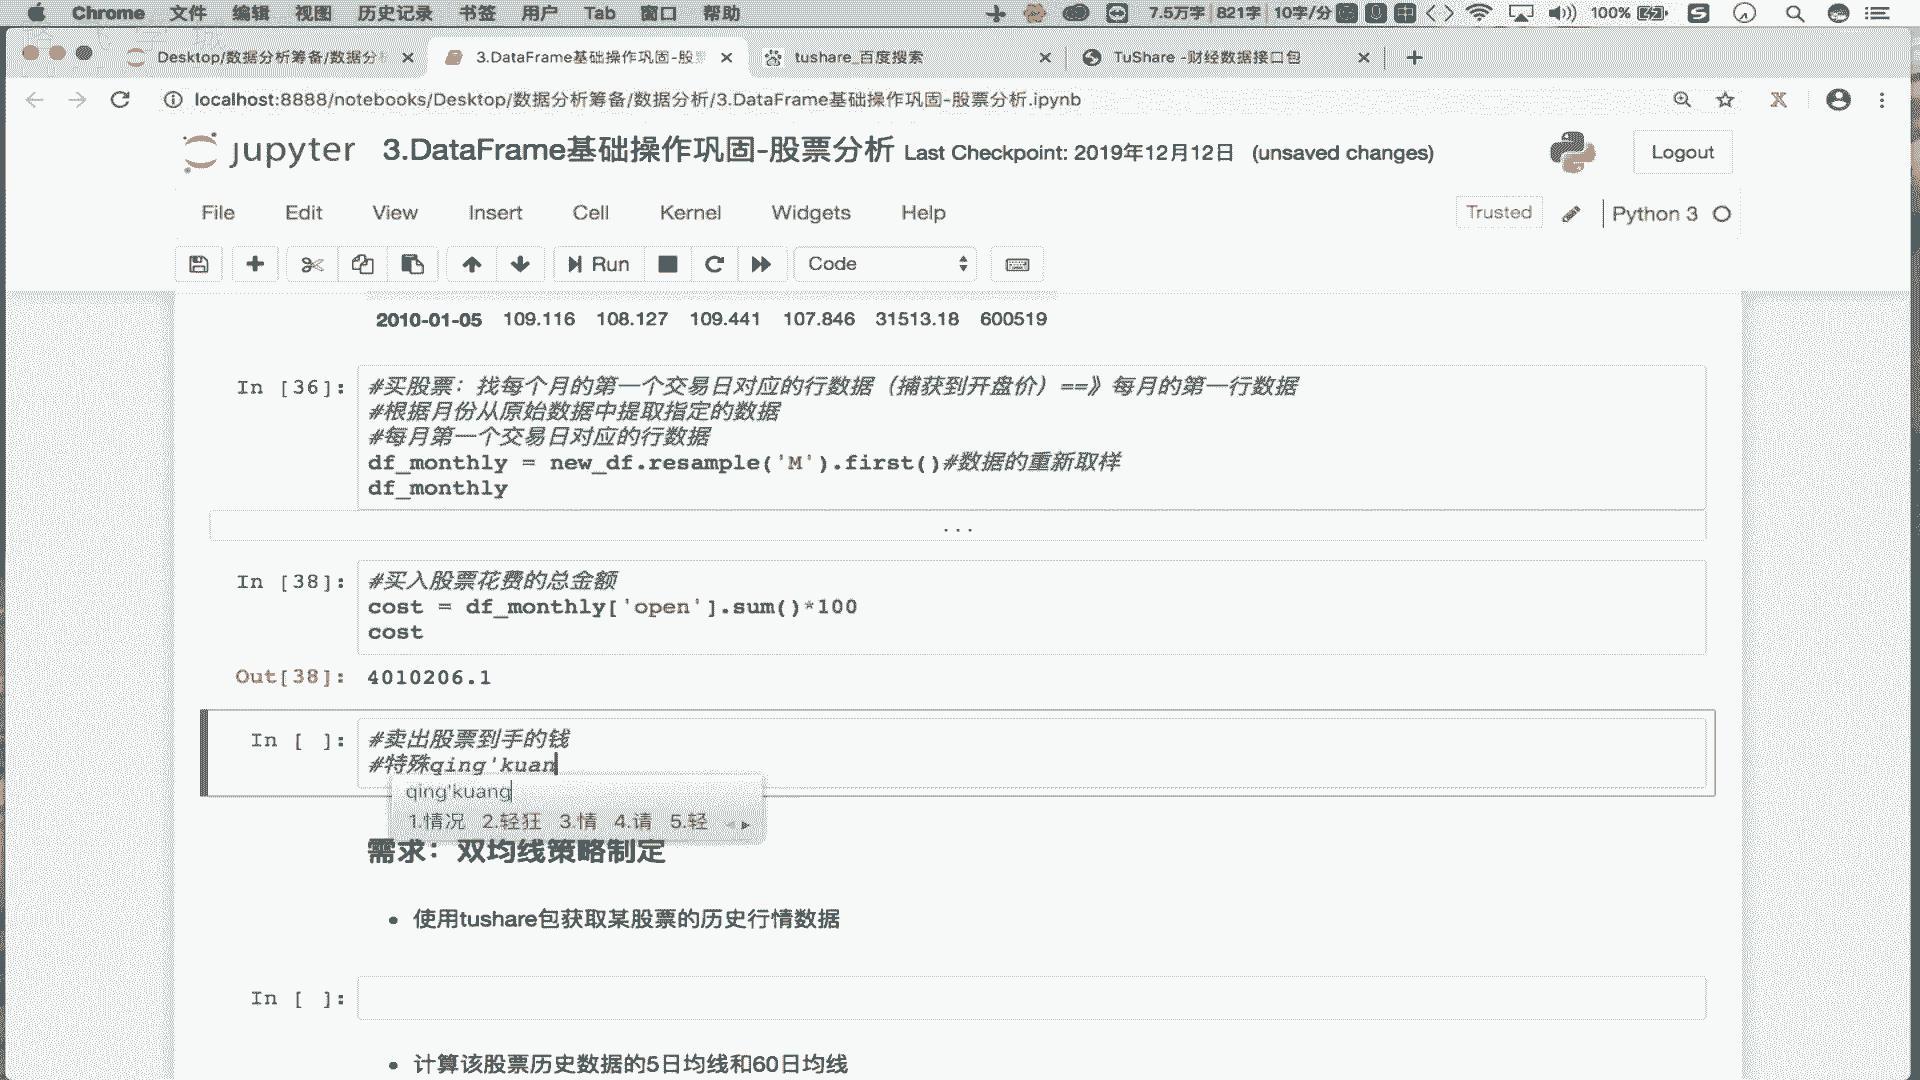 Chrome 文件 编辑 视图 历史记录 书签 用户 Tab 窗口 帮助 7.5万字 821字 10字/分 100%
Desktop/数据分析筹备/数据分析 3.DataFrame基础操作巩固-股票 tushare_百度搜索 TuShare -财经数据接口包
localhost:8888/notebooks/Desktop/数据分析筹备/数据分析/3.DataFrame基础操作巩固-股票分析.ipynb
jupyter 3.DataFrame基础操作巩固-股票分析 Last Checkpoint: 2019年12月12日 (unsaved changes) Logout
File Edit View Insert Cell Kernel Widgets Help Trusted Python 3
Run Code
2010-01-05 109.116 108.127 109.441 107.846 31513.18 600519
In [36]: #买股票：找每个月的第一个交易日对应的行数据（捕获到开盘价）==》每月的第一行数据
#根据月份从原始数据中提取指定的数据
#每月第一个交易日对应的行数据
df_monthly = new_df.resample('M').first()#数据的重新取样
df_monthly
...
In [38]: #买入股票花费的总金额
cost = df_monthly['open'].sum()*100
cost
Out[38]: 4010206.1
In [ ]: #卖出股票到手的钱
#特殊qing'kuan
qing'kuang
1.情况 2.轻狂 3.情 4.请 5.轻
需求：双均线策略制定
• 使用tushare包获取某股票的历史行情数据
In [ ]:
• 计算该股票历史数据的5日均线和60日均线